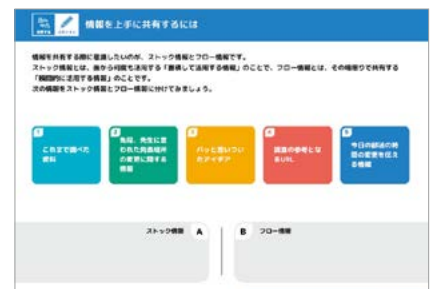 情報を上手に共有するには
情報を共有する際に意識したいのが、ストック情報とフロー情報です。
ストック情報とは、後から何度も活用する「蓄積して活用する情報」のことで、フロー情報とは、その場限りで共有する
「瞬間的に活用する情報」のことです。
次の情報をストック情報とフロー情報に分けてみましょう。
1
これまで調べた
資料
2
先生に言
われた
の変更に関する
情報
3
パッと思いつい
たアイデア
4
調査の参考とな
るURL
5
今日の部活の時
間の変更を伝え
る情報
ストック情報 A
B フロー情報